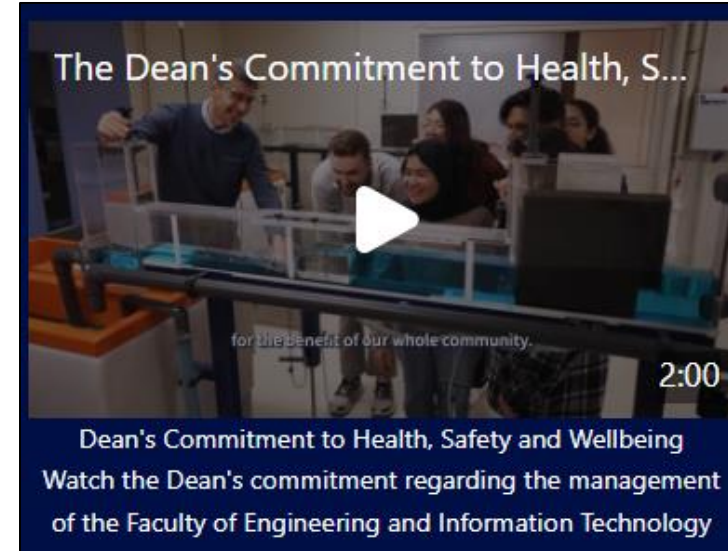 The Dean's Commitment to Health, S...
for the benefit of our whole community.
2:00
Dean's Commitment to Health, Safety and Wellbeing
Watch the Dean's commitment regarding the management
of the Faculty of Engineering and Information Technology